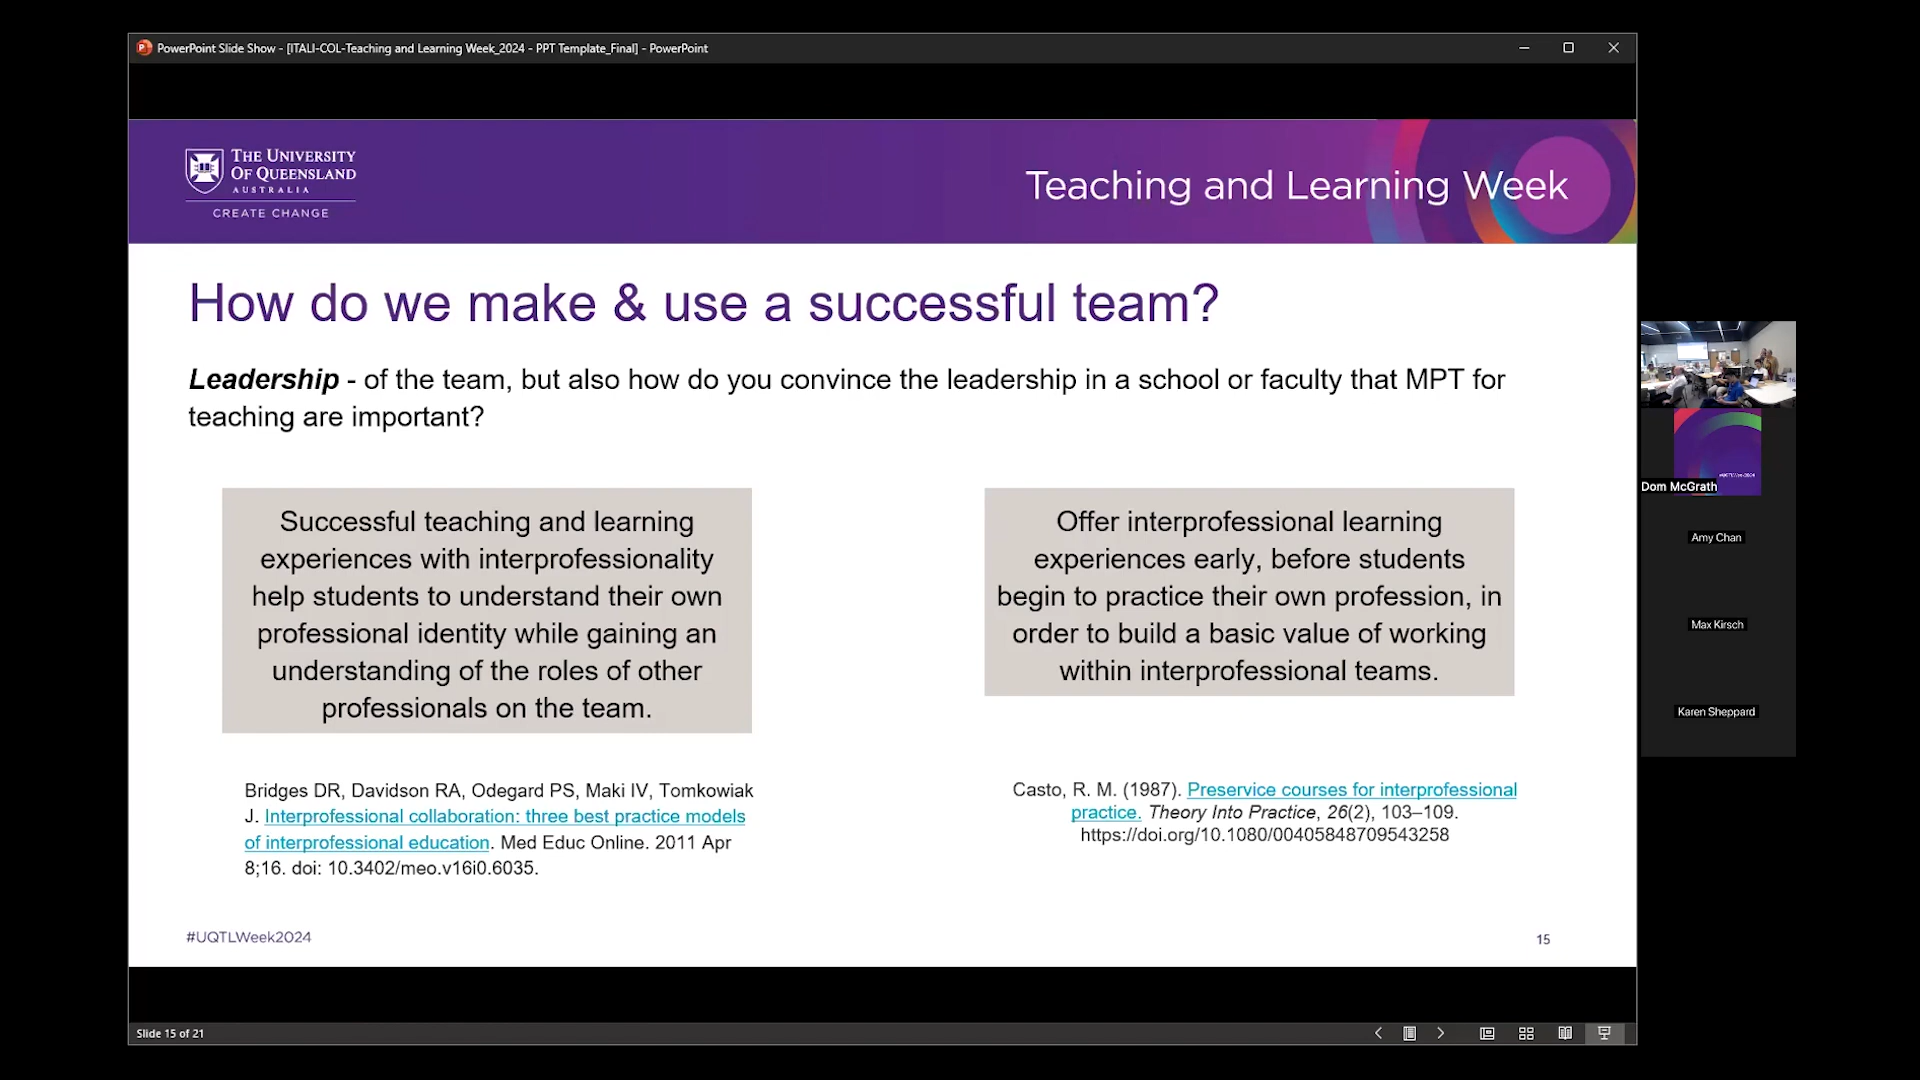 PowerPoint Slide Show - [ITALI-COL-Teaching and Learning Week_2024 - PPT Template_Final] - PowerPoint
THE UNIVERSITY
OF QUEENSLAND
AUSTRALIA
CREATE CHANGE
Teaching and Learning Week
How do we make & use a successful team?
Leadership - of the team, but also how do you convince the leadership in a school or faculty that MPT for
teaching are important?
Successful teaching and learning
experiences with interprofessionality
help students to understand their own
professional identity while gaining an
understanding of the roles of other
professionals on the team.
Offer interprofessional learning
experiences early, before students
begin to practice their own profession, in
order to build a basic value of working
within interprofessional teams.
Bridges DR, Davidson RA, Odegard PS, Maki IV, Tomkowiak
J. Interprofessional collaboration: three best practice models
of interprofessional education. Med Educ Online. 2011 Apr
8;16. doi: 10.3402/meo.v16i0.6035.
Casto, R. M. (1987). Preservice courses for interprofessional
practice. Theory Into Practice, 26(2), 103–109.
https://doi.org/10.1080/00405848709543258
#UQTLWeek2024
15
Slide 15 of 21
Dom McGrath
Amy Chan
Max Kirsch
Karen Sheppard